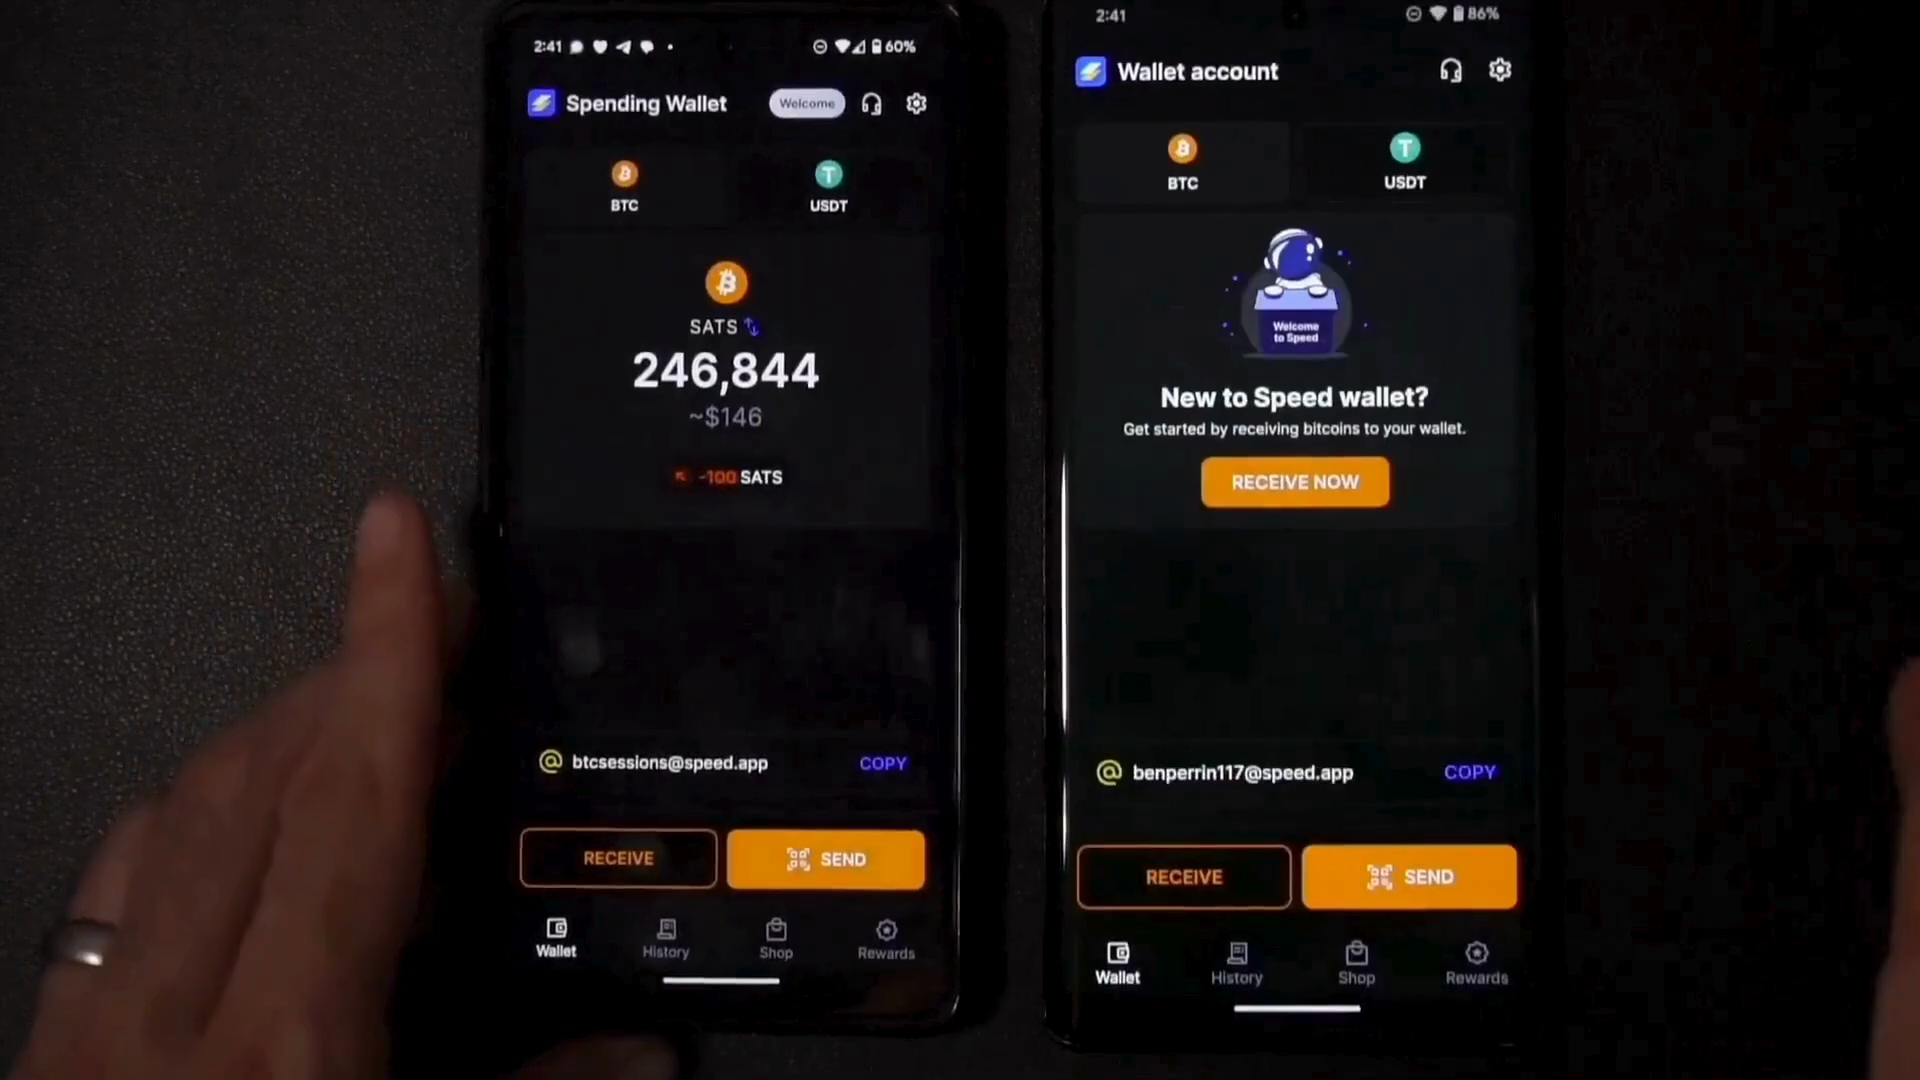 2:41
60%
Spending Wallet
Welcome
BTC
USDT
SATS
246,844
~$146
-100 SATS
btcsessions@speed.app
COPY
RECEIVE
SEND
Wallet
History
Shop
Rewards
2:41
86%
Wallet account
BTC
USDT
Welcome
to Speed
New to Speed wallet?
Get started by receiving bitcoins to your wallet.
RECEIVE NOW
benperrin117@speed.app
COPY
RECEIVE
SEND
Wallet
History
Shop
Rewards